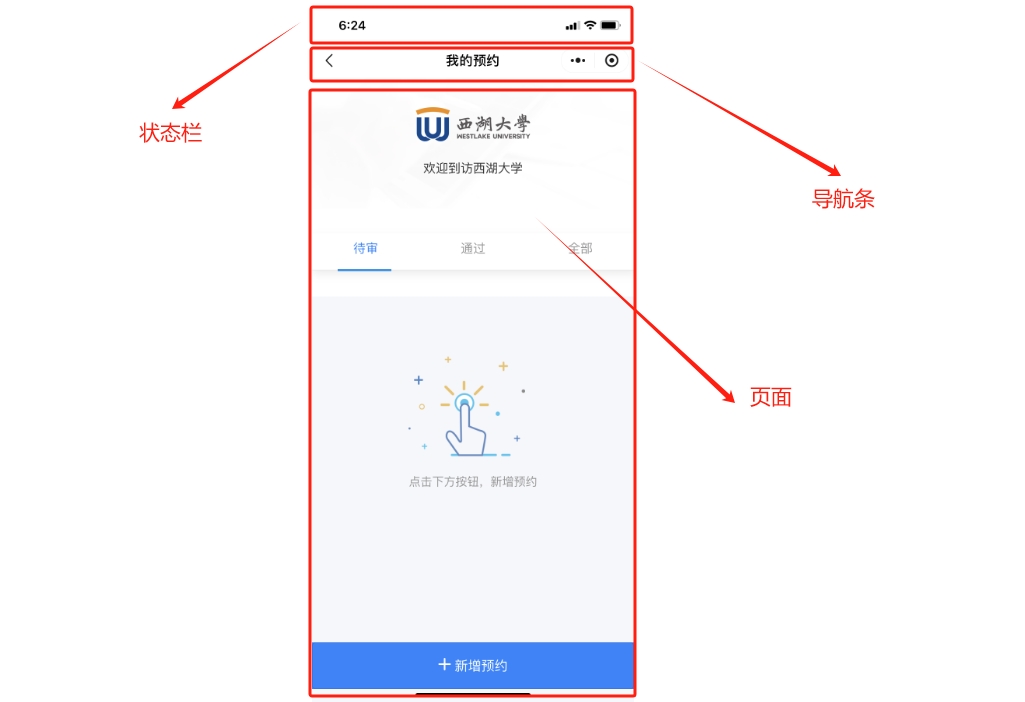 6:24
我的预约
状态栏
西湖大學
WESTLAKE UNIVERSITY
欢迎到访西湖大学
导航条
待审
通过
全部
页面
点击下方按钮，新增预约
+ 新增预约